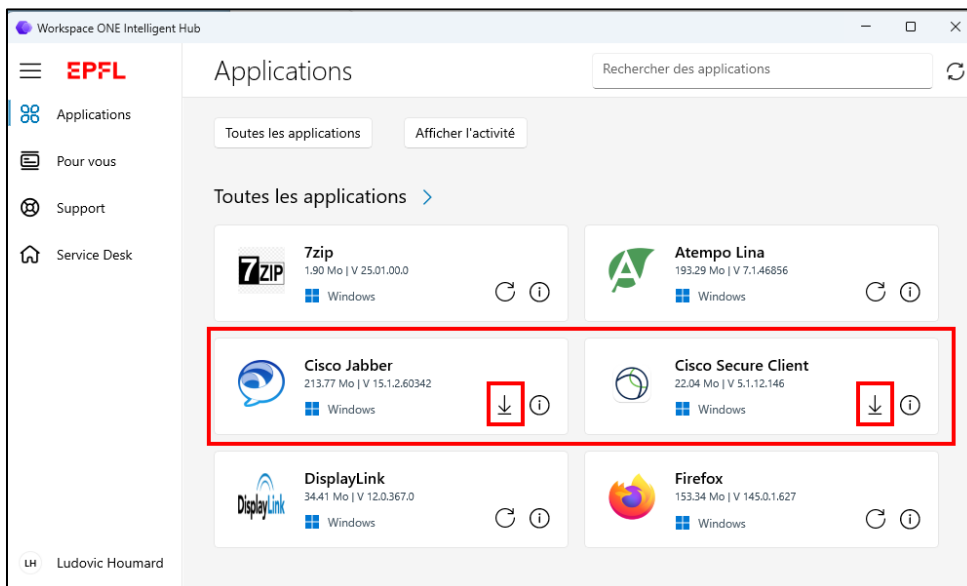 Workspace ONE Intelligent Hub
EPFL
Applications
Rechercher des applications
Applications
Pour vous
Support
Service Desk
Toutes les applications
Afficher l'activité
Toutes les applications
7ZIP
7zip
1.90 Mo | V 25.01.00.0
Windows
Atempo Lina
193.29 Mo | V 7.1.46856
Windows
Cisco Jabber
213.77 Mo | V 15.1.2.60342
Windows
Cisco Secure Client
22.04 Mo | V 5.1.12.146
Windows
DisplayLink
DisplayLink
34.41 Mo | V 12.0.367.0
Windows
Firefox
153.34 Mo | V 145.0.1.627
Windows
LH Ludovic Houmard